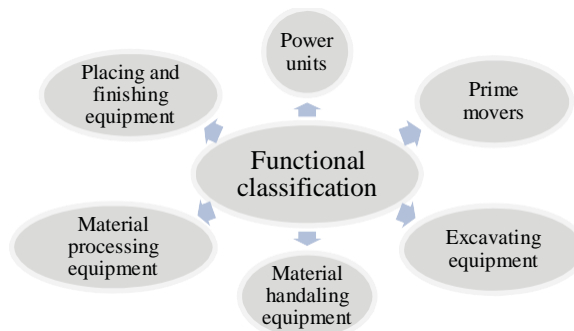 Power
units
Placing and
finishing
equipment
Prime
movers
Functional
classification
Material
processing
equipment
Excavating
equipment
Material
handaling
equipment